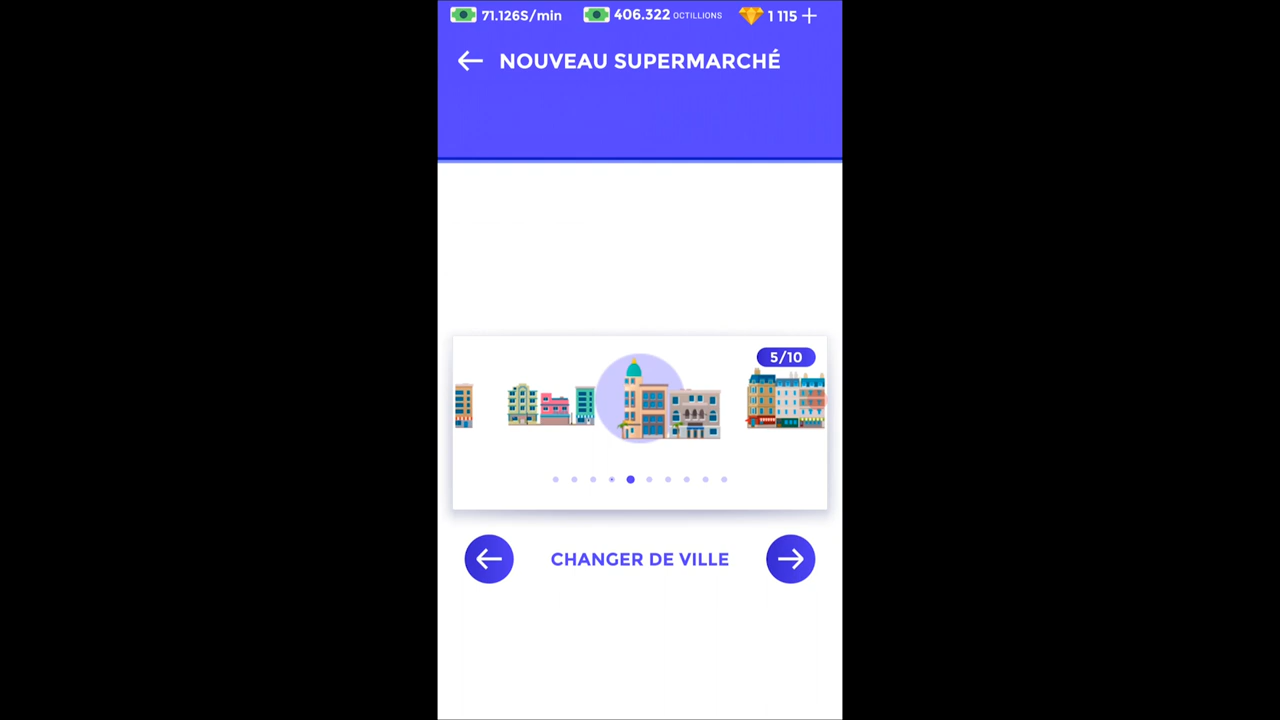 71.126S/min 406.322 OCTILLIONS 1 115
NOUVEAU SUPERMARCHÉ
5/10
CHANGER DE VILLE